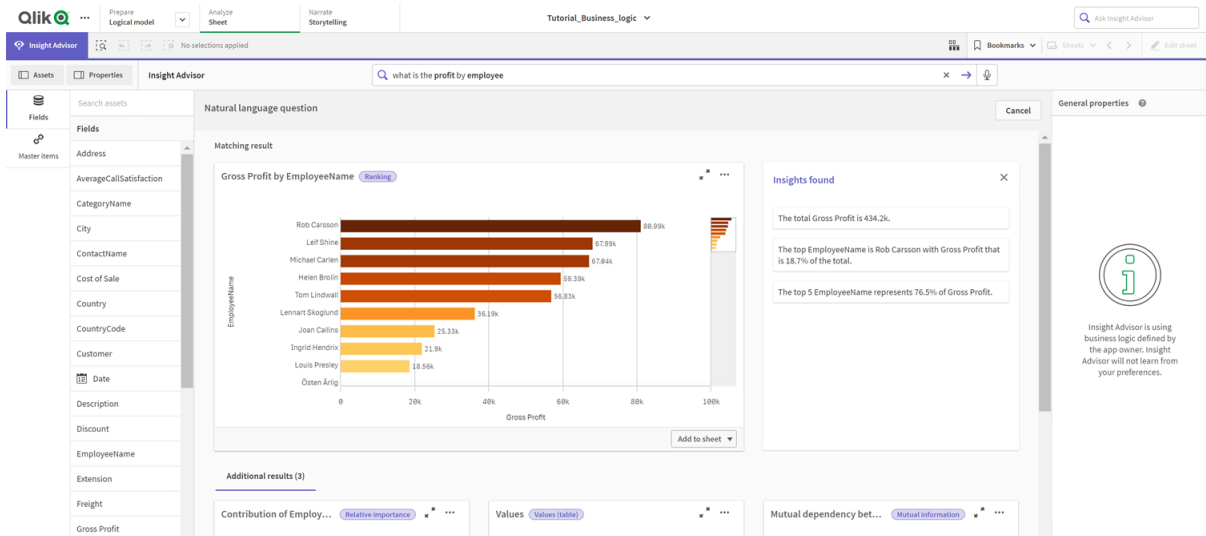 Qlik
...
Prepare
Logical model
Analyze
Sheet
Narrate
Storytelling
Tutorial_Business_logic
Ask Insight Advisor
Insight Advisor
No selections applied
Bookmarks
Sheets
Edit sheet
Assets
Properties
Insight Advisor
what is the profit by employee
Fields
Master items
Search assets
Fields
Address
AverageCallSatisfaction
CategoryName
City
ContactName
Cost of Sale
Country
CountryCode
Customer
12 Date
Description
Discount
EmployeeName
Extension
Freight
Gross Profit
Natural language question
Cancel
Matching result
Gross Profit by EmployeeName Ranking
...
EmployeeName
Rob Carsson 80.99k
Leif Shine 67.99k
Michael Carlen 67.04k
Helen Brolin 59.39k
Tom Lindwall 56.83k
Lennart Skoglund 36.19k
Joan Callins 25.33k
Ingrid Hendrix 21.9k
Louis Presley 18.56k
Östen Ärlig
0 20k 40k 60k 80k 100k
Gross Profit
Add to sheet
Insights found
The total Gross Profit is 434.2k.
The top EmployeeName is Rob Carsson with Gross Profit that
is 18.7% of the total.
The top 5 EmployeeName represents 76.5% of Gross Profit.
Additional results (3)
Contribution of Employ... Relative importance ...
Values Values (table) ...
Mutual dependency bet... Mutual information ...
General properties
Insight Advisor is using
business logic defined by
the app owner. Insight
Advisor will not learn from
your preferences.